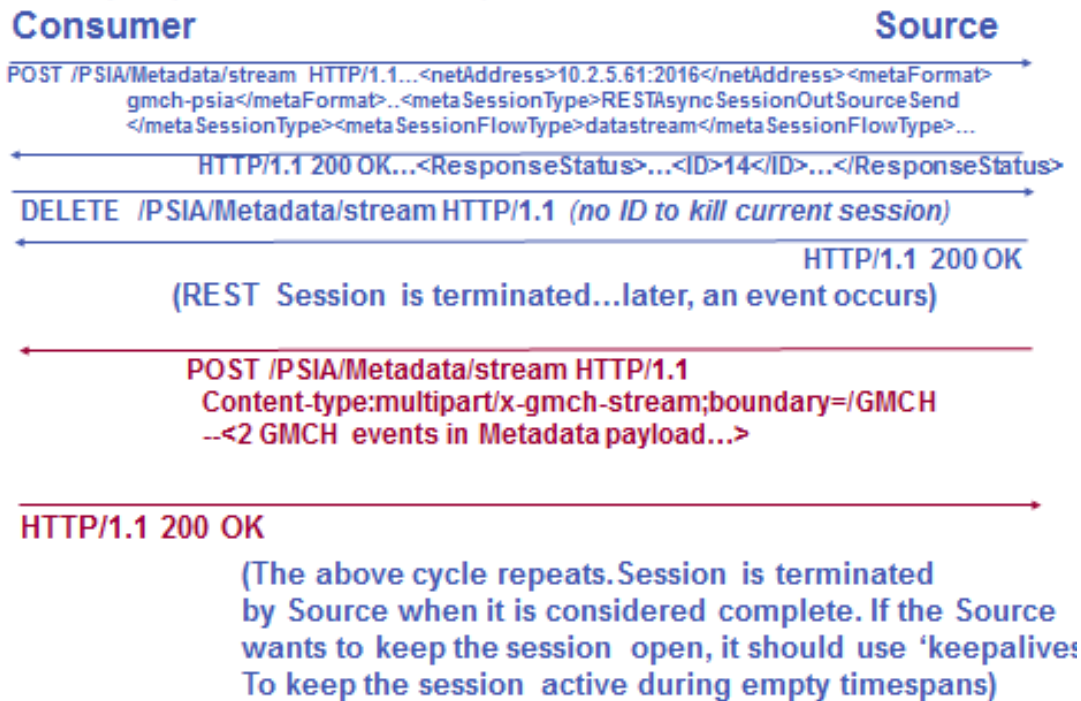 Consumer Source
POST /PSIA/Metadata/stream HTTP/1.1...<netAddress>10.2.5.61:2016</netAddress><metaFormat>
gmch-psia</metaFormat>..<metaSessionType>RESTAsyncSessionOutSourceSend
</metaSessionType><metaSessionFlowType>datastream</metaSessionFlowType>...
HTTP/1.1 200 OK...<ResponseStatus>...<ID>14</ID>...</ResponseStatus>
DELETE /PSIA/Metadata/stream HTTP/1.1 (no ID to kill current session)
HTTP/1.1 200 OK
(REST Session is terminated...later, an event occurs)
POST /PSIA/Metadata/stream HTTP/1.1
Content-type:multipart/x-gmch-stream;boundary=/GMCH
--<2 GMCH events in Metadata payload...>
HTTP/1.1 200 OK
(The above cycle repeats. Session is terminated
by Source when it is considered complete. If the Source
wants to keep the session open, it should use ‘keepalives
To keep the session active during empty timespans)